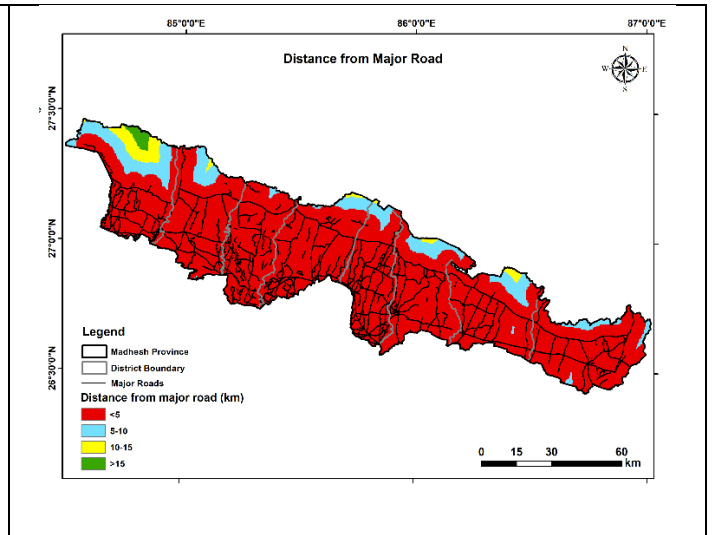 85°0'0"E 86°0'0"E 87°0'0"E
Distance from Major Road
N
W E
S
27°30'0"N
27°0'0"N
26°30'0"N
Legend
Madhesh Province
District Boundary
Major Roads
Distance from major road (km)
<5
5-10
10-15
>15
0 15 30 60
km